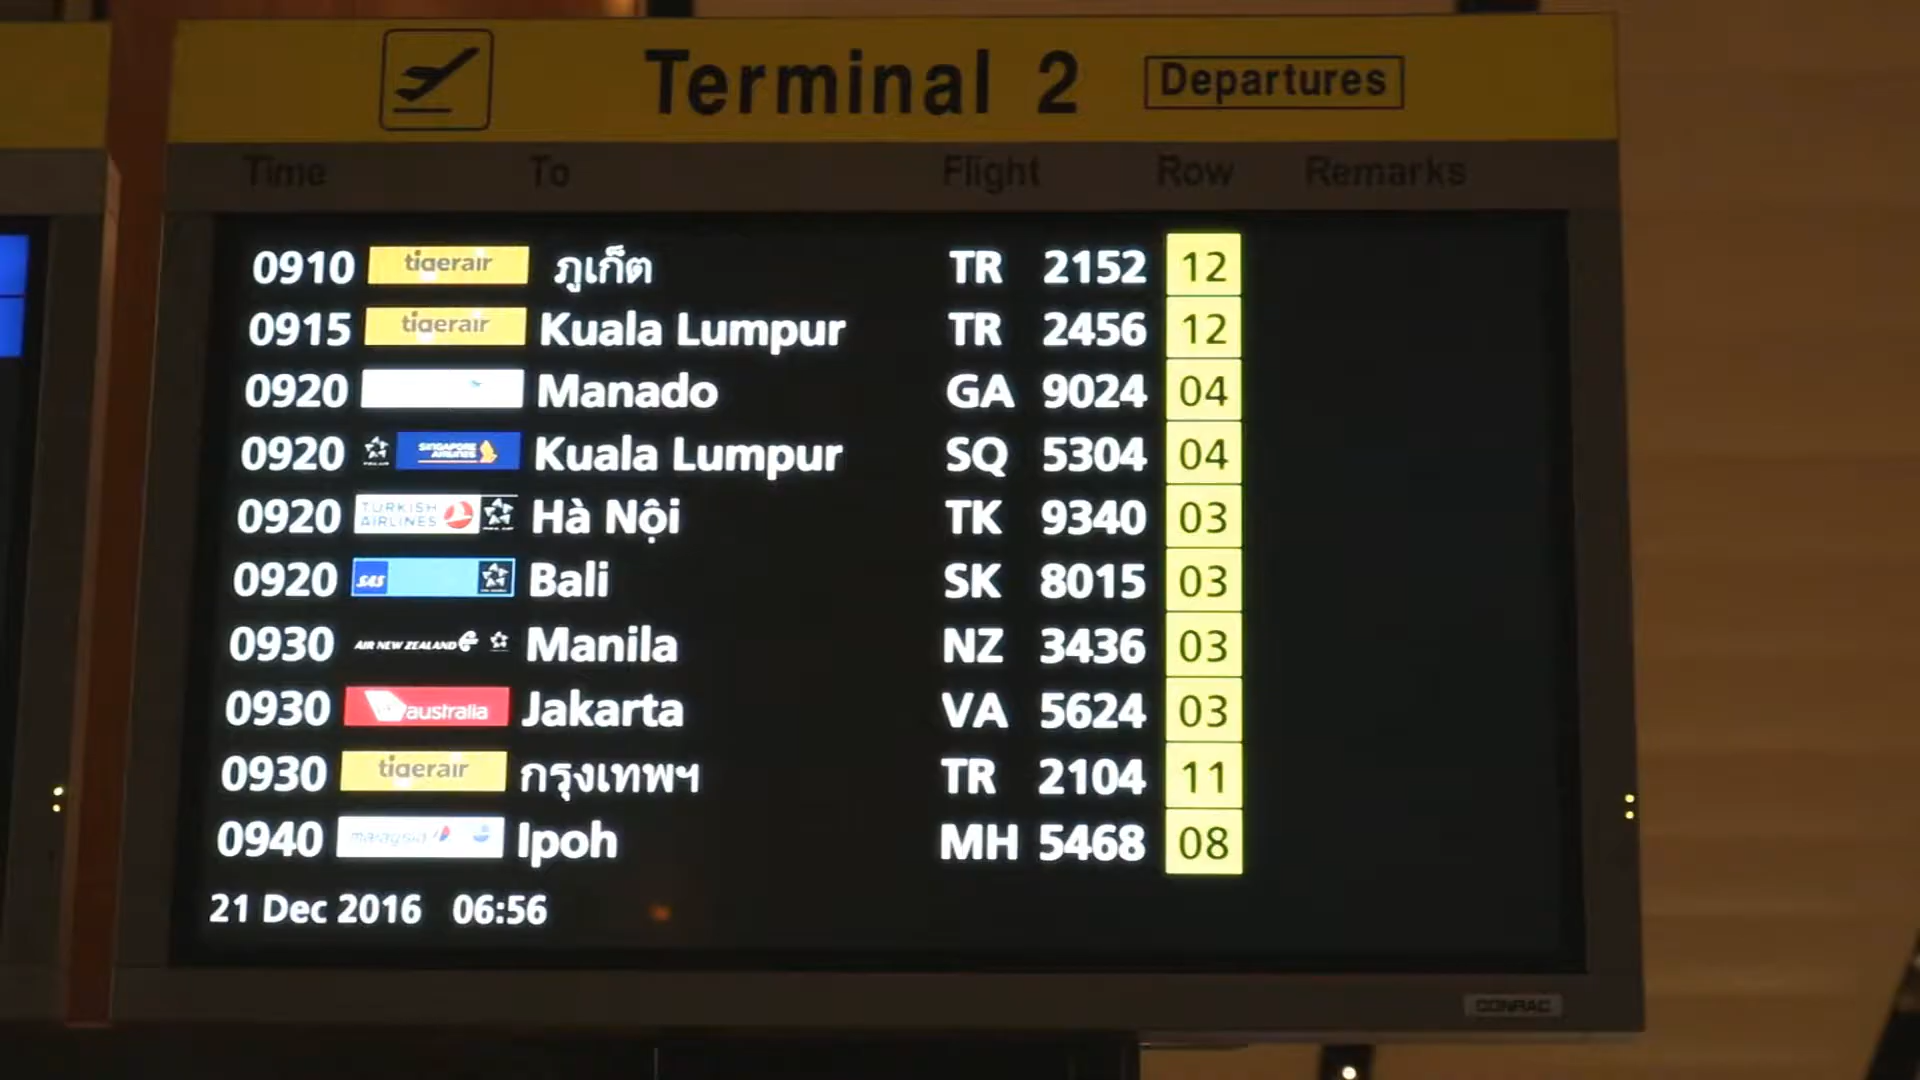 Terminal 2 Departures
Time To Flight Row Remarks
0910 tigerair ภูเก็ต TR 2152 12
0915 tigerair Kuala Lumpur TR 2456 12
0920 Manado GA 9024 04
0920 SINGAPORE AIRLINES Kuala Lumpur SQ 5304 04
0920 TURKISH AIRLINES Hà Nội TK 9340 03
0920 SAS Bali SK 8015 03
0930 AIR NEW ZEALAND Manila NZ 3436 03
0930 australia Jakarta VA 5624 03
0930 tigerair กรุงเทพฯ TR 2104 11
0940 malaysia Ipoh MH 5468 08
21 Dec 2016 06:56
CONRAC